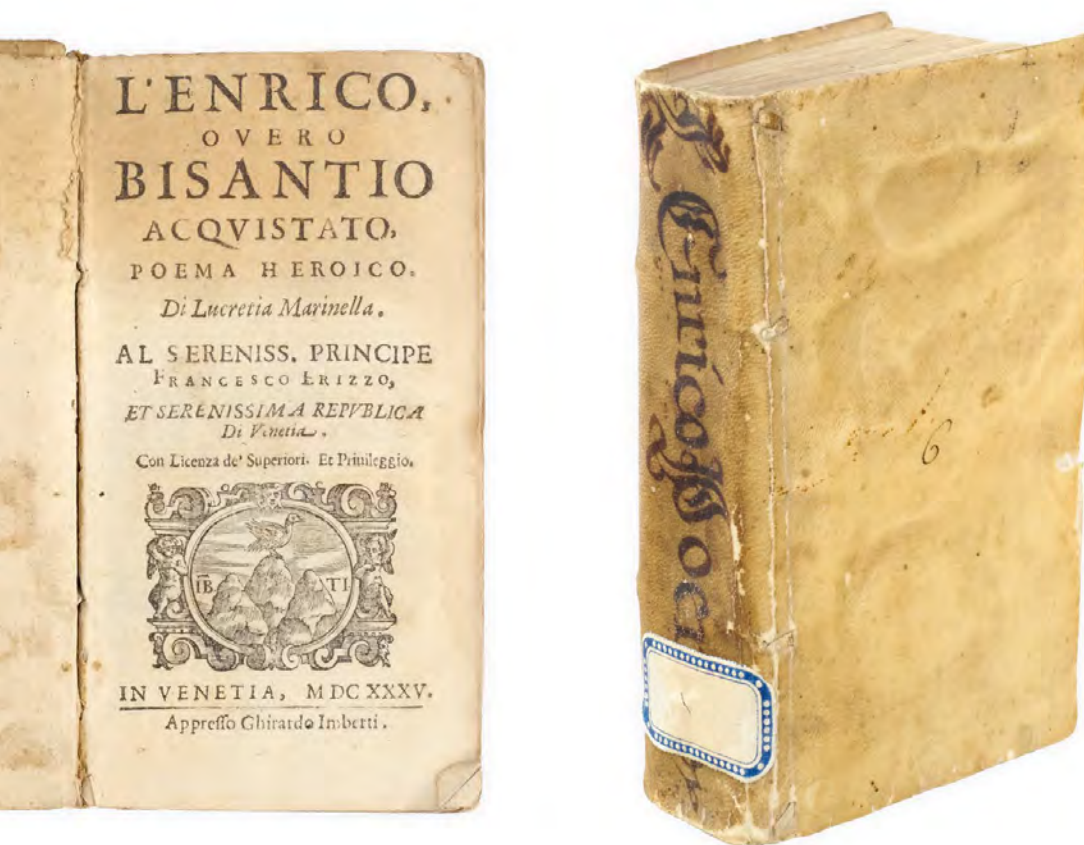 L'ENRICO,
OVERO
BISANTIO
ACQVISTATO,
POEMA HEROICO.
Di Lucretia Marinella.
AL SERENISS. PRINCIPE
FRANCESCO ERIZZO,
ET SERENISSIMA REPVBLICA
Di Venetia.
Con Licenza de' Superiori. Et Priuileggio.
IB TI
IN VENETIA, MDCXXXV.
Appresso Ghirardo Imberti.
L'Enrico
6